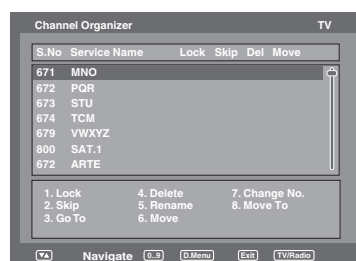 Channel Organizer TV
S.No Service Name Lock Skip Del Move
671 MNO
672 PQR
673 STU
674 TCM
679 VWXYZ
800 SAT.1
672 ARTE
1. Lock 4. Delete 7. Change No.
2. Skip 5. Rename 8. Move To
3. Go To 6. Move
Navigate 0..9 D.Menu Exit TV/Radio